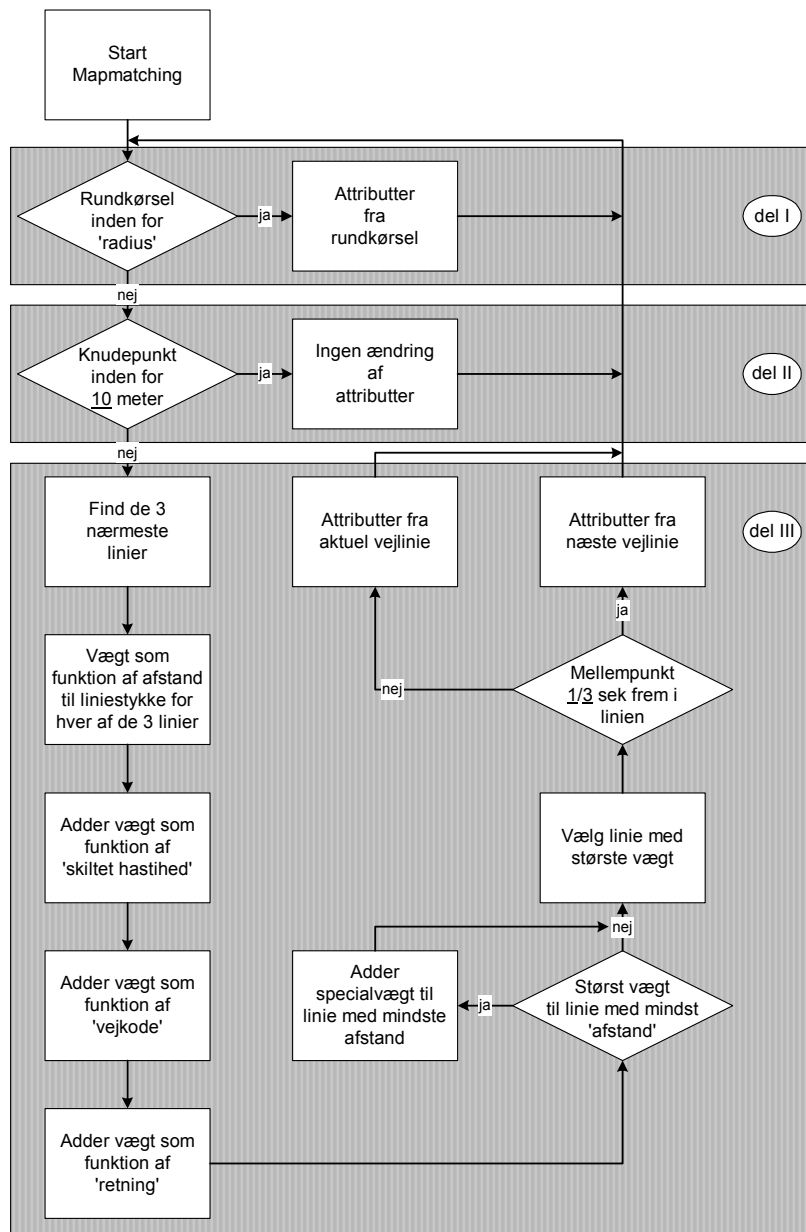 Start
Mapmatching
Rundkørsel
inden for
'radius'
ja
Attributter
fra
rundkørsel
del I
nej
Knudepunkt
inden for
10 meter
ja
Ingen ændring
af
attributter
del II
nej
Find de 3
nærmeste
linier
Attributter fra
aktuel vejlinie
Attributter fra
næste vejlinie
del III
ja
Vægt som
funktion af afstand
til liniestykke for
hver af de 3 linier
nej
Mellempunkt
1/3 sek frem i
linien
Adder vægt som
funktion af
'skiltet hastihed'
Vælg linie med
største vægt
nej
Adder vægt som
funktion af
'vejkode'
Adder
specialvægt til
linie med mindste
afstand
ja
Størst vægt
til linie med mindst
'afstand'
Adder vægt som
funktion af
'retning'